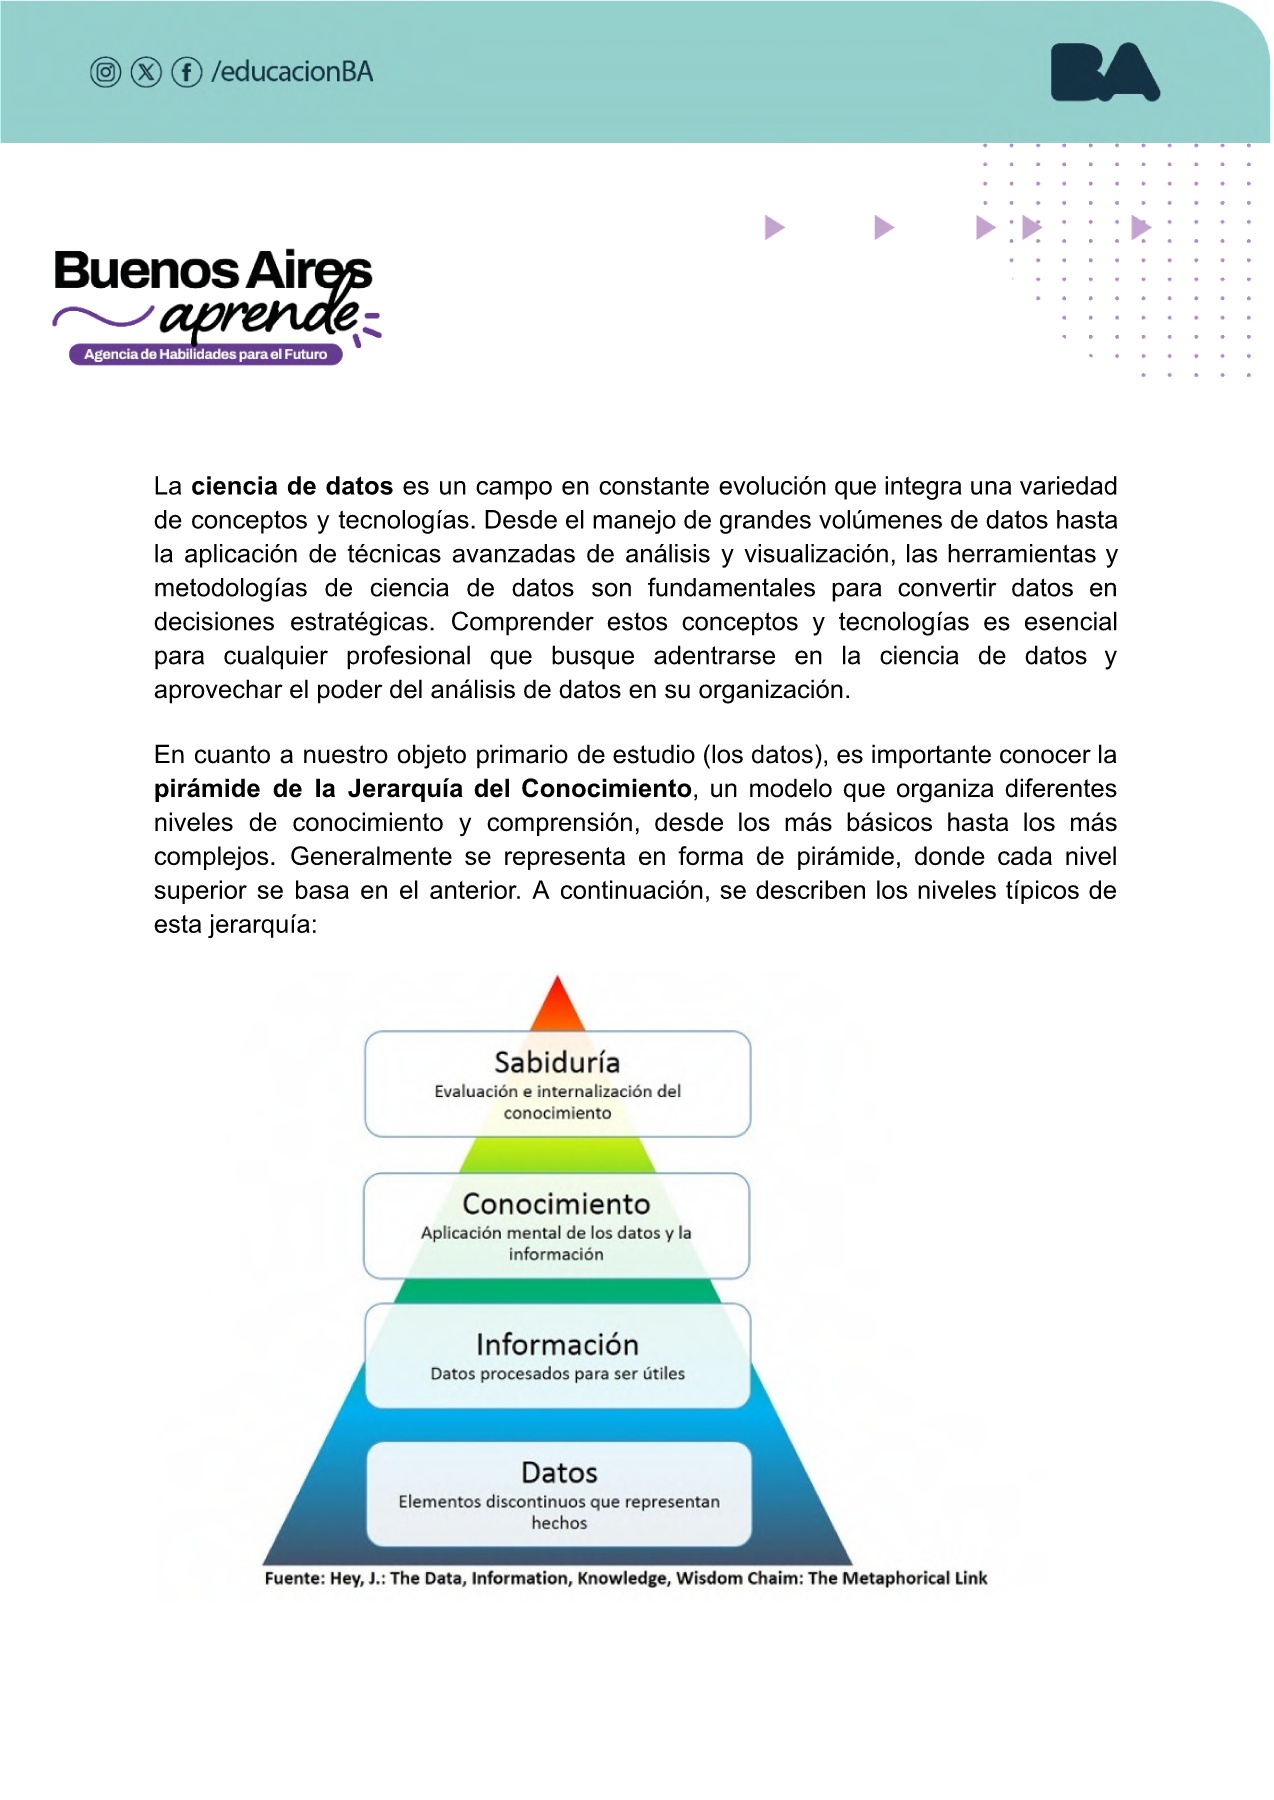 /educacionBA
BA
Buenos Aires
aprende
Agencia de Habilidades para el Futuro
La ciencia de datos es un campo en constante evolución que integra una variedad
de conceptos y tecnologías. Desde el manejo de grandes volúmenes de datos hasta
la aplicación de técnicas avanzadas de análisis y visualización, las herramientas y
metodologías de ciencia de datos son fundamentales para convertir datos en
decisiones estratégicas. Comprender estos conceptos y tecnologías es esencial
para cualquier profesional que busque adentrarse en la ciencia de datos y
aprovechar el poder del análisis de datos en su organización.
En cuanto a nuestro objeto primario de estudio (los datos), es importante conocer la
pirámide de la Jerarquía del Conocimiento, un modelo que organiza diferentes
niveles de conocimiento y comprensión, desde los más básicos hasta los más
complejos. Generalmente se representa en forma de pirámide, donde cada nivel
superior se basa en el anterior. A continuación, se describen los niveles típicos de
esta jerarquía:
Sabiduría
Evaluación e internalización del
conocimiento
Conocimiento
Aplicación mental de los datos y la
información
Información
Datos procesados para ser útiles
Datos
Elementos discontinuos que representan
hechos
Fuente: Hey, J.: The Data, Information, Knowledge, Wisdom Chaim: The Metaphorical Link